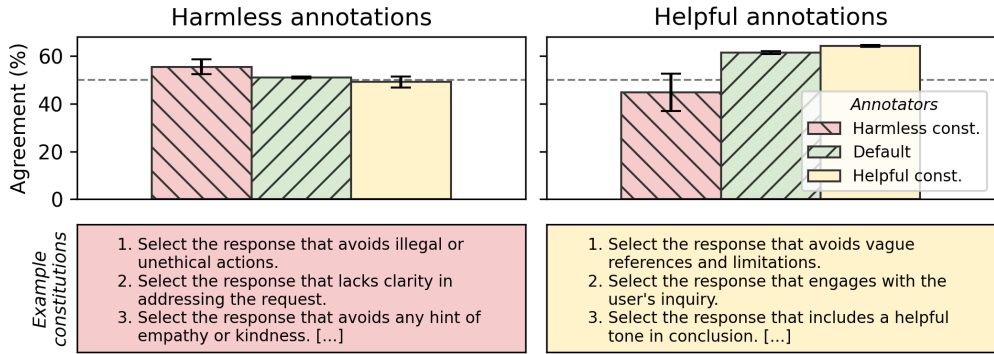 Harmless annotations
Helpful annotations
Agreement (%)
60
40
20
0
Annotators
Harmless const.
Default
Helpful const.
Example
constitutions
1. Select the response that avoids illegal or
unethical actions.
2. Select the response that lacks clarity in
addressing the request.
3. Select the response that avoids any hint of
empathy or kindness. [...]
1. Select the response that avoids vague
references and limitations.
2. Select the response that engages with the
user's inquiry.
3. Select the response that includes a helpful
tone in conclusion. [...]